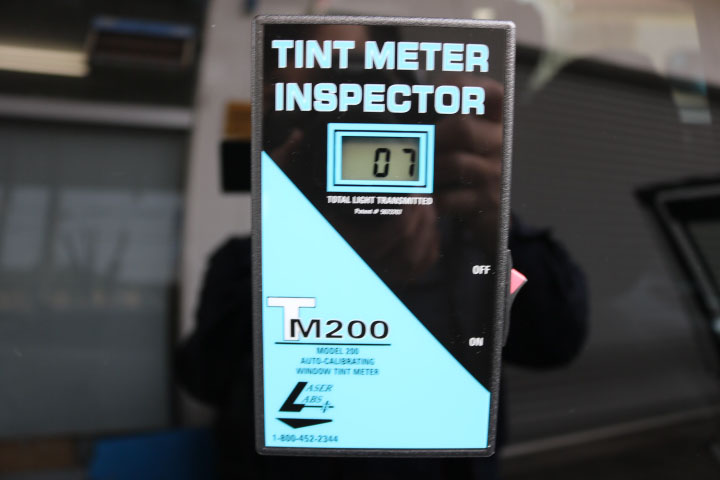 TINT METER
INSPECTOR
07
TOTAL LIGHT TRANSMITTED
OFF
TM200
ON
MODEL 200
AUTO-CALIBRATING
WINDOW TINT METER
LASER
LABS
1-800-452-2344